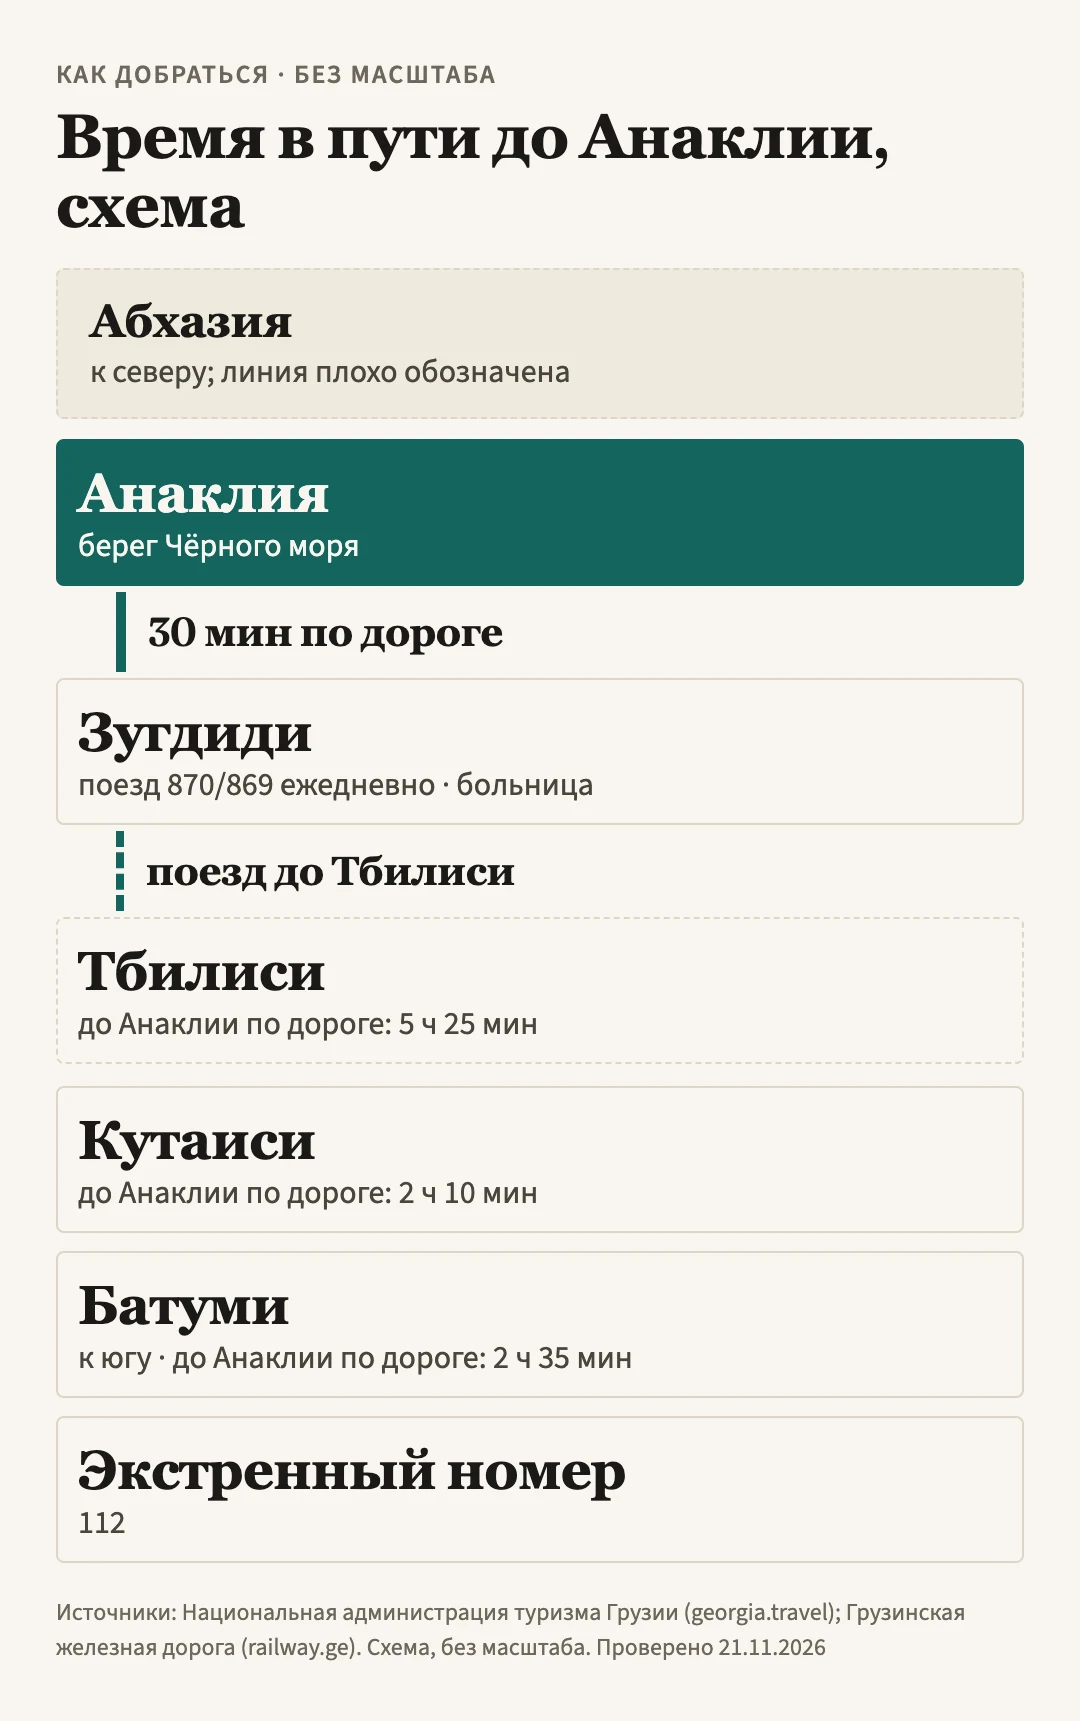 КАК ДОБРАТЬСЯ · БЕЗ МАСШТАБА
Время в пути до Анаклии,
схема
Абхазия
к северу; линия плохо обозначена
Анаклия
берег Чёрного моря
30 мин по дороге
Зугдиди
поезд 870/869 ежедневно · больница
поезд до Тбилиси
Тбилиси
до Анаклии по дороге: 5 ч 25 мин
Кутаиси
до Анаклии по дороге: 2 ч 10 мин
Батуми
к югу · до Анаклии по дороге: 2 ч 35 мин
Экстренный номер
112
Источники: Национальная администрация туризма Грузии (georgia.travel); Грузинская
железная дорога (railway.ge). Схема, без масштаба. Проверено 21.11.2026